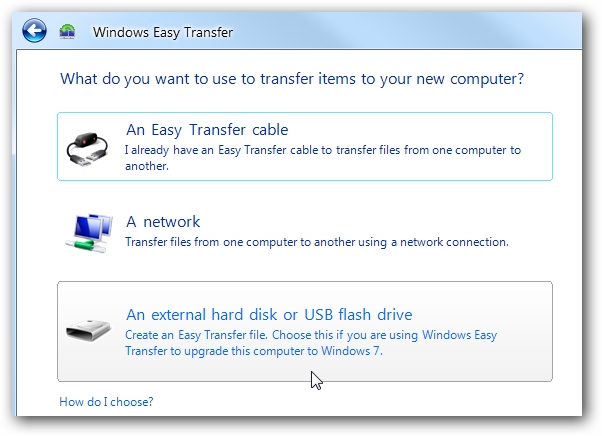 Windows Easy Transfer
What do you want to use to transfer items to your new computer?
An Easy Transfer cable
I already have an Easy Transfer cable to transfer files from one computer to
another.
A network
Transfer files from one computer to another using a network connection.
An external hard disk or USB flash drive
Create an Easy Transfer file. Choose this if you are using Windows Easy
Transfer to upgrade this computer to Windows 7.
How do I choose?